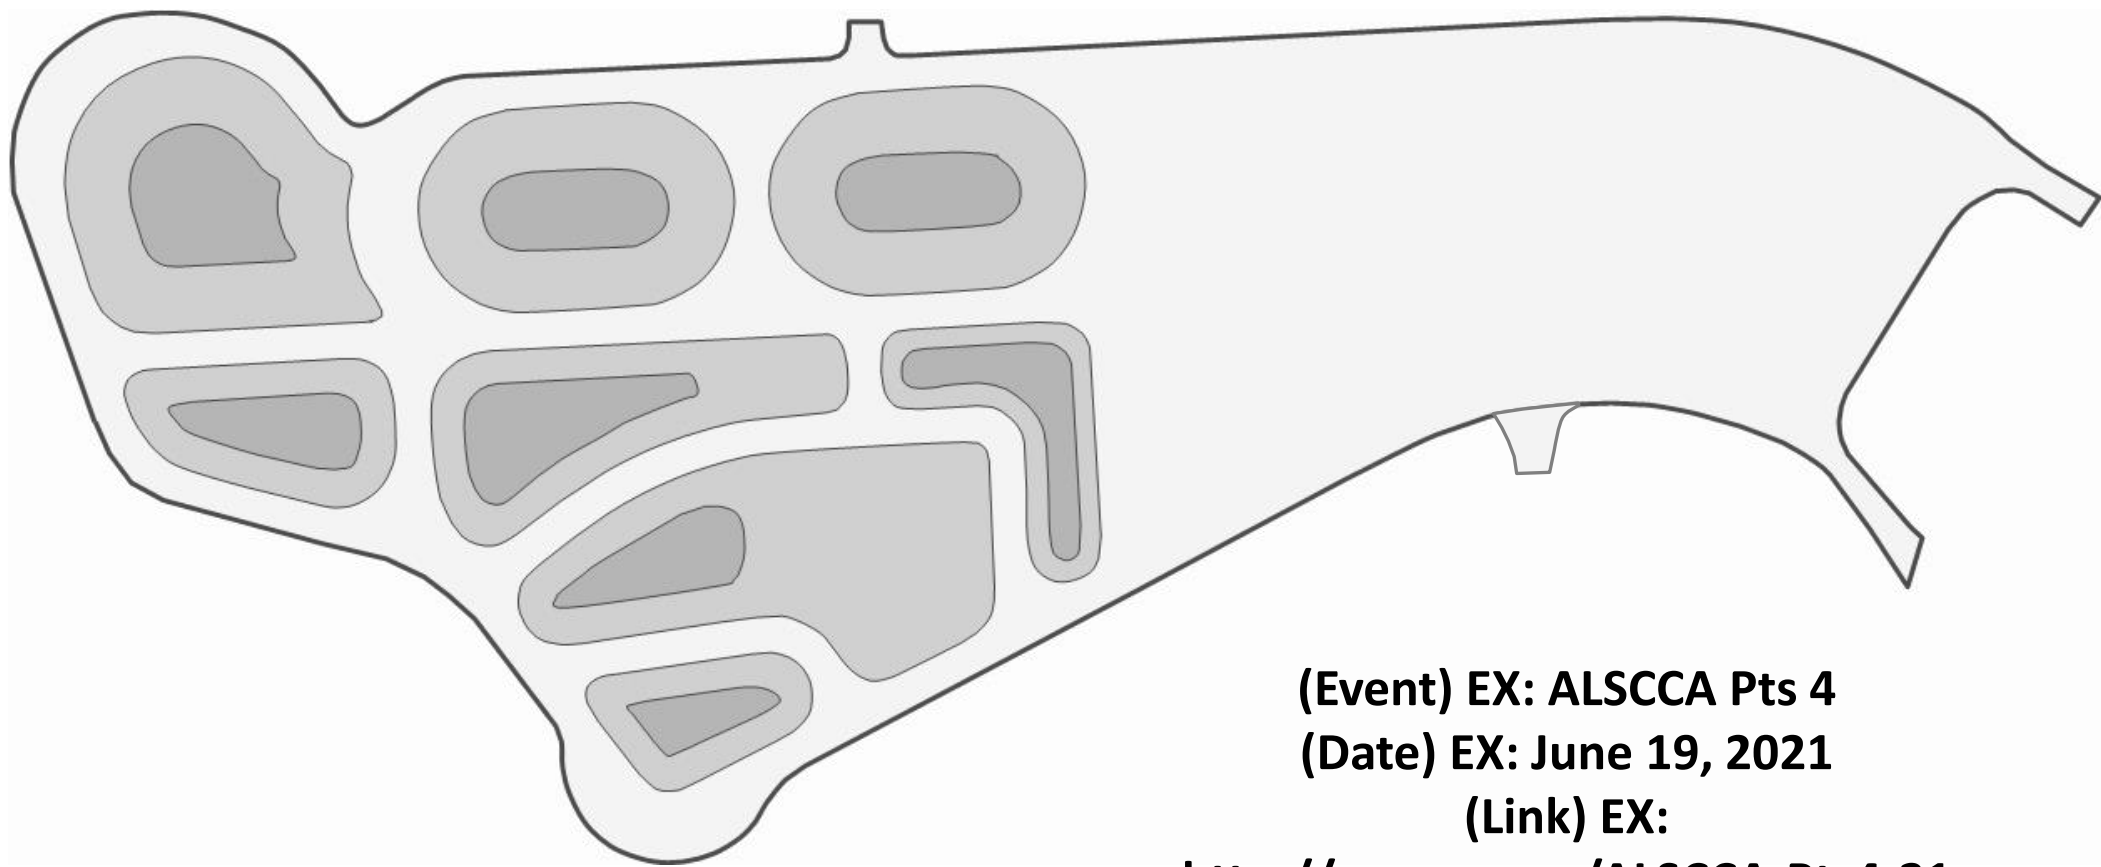 (Event) EX: ALSCCA Pts 4
(Date) EX: June 19, 2021
(Link) EX: